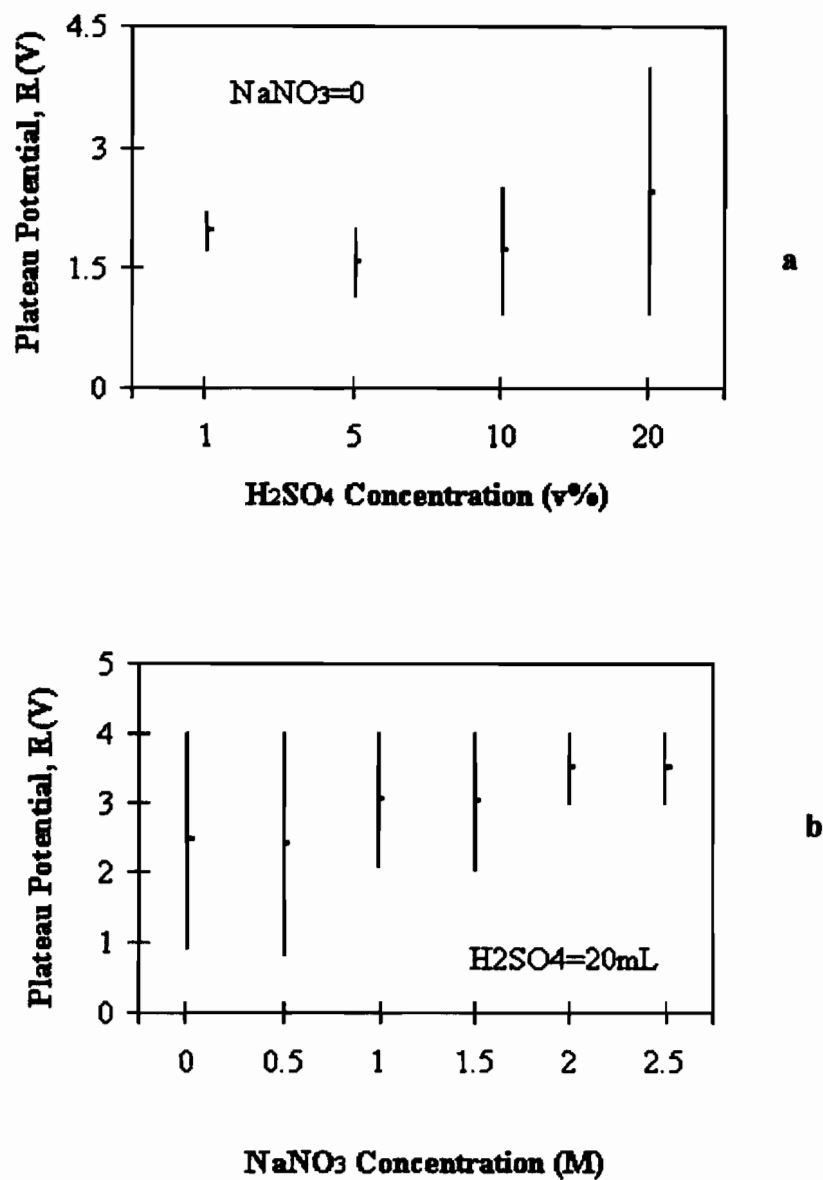 4.5
3
1.5
0
Plateau Potential, E.(V)
NaNO3=0
1 5 10 20
H2SO4 Concentration (v%)
a
5
4
3
2
1
0
Plateau Potential, E.(V)
H2SO4=20mL
0 0.5 1 1.5 2 2.5
NaNO3 Concentration (M)
b